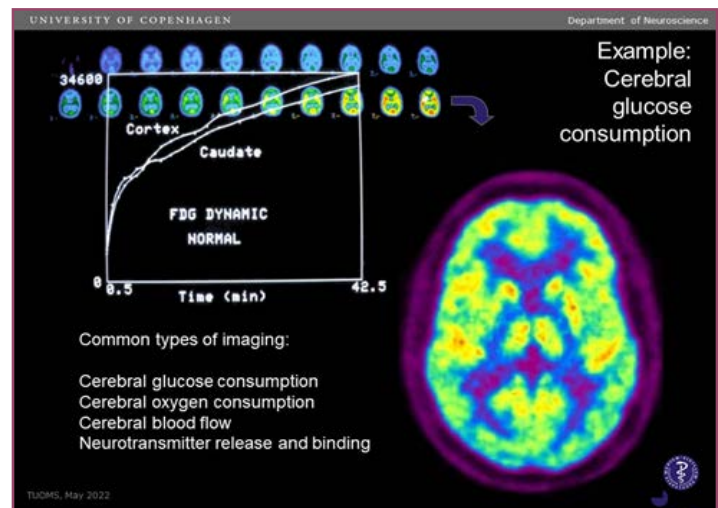 UNIVERSITY OF COPENHAGEN
Department of Neuroscience
Example:
Cerebral
glucose
consumption
34600
Cortex
Caudate
FDG DYNAMIC
NORMAL
0
0.5
42.5
Time (min)
Common types of imaging:
Cerebral glucose consumption
Cerebral oxygen consumption
Cerebral blood flow
Neurotransmitter release and binding
TUOMS, May 2022